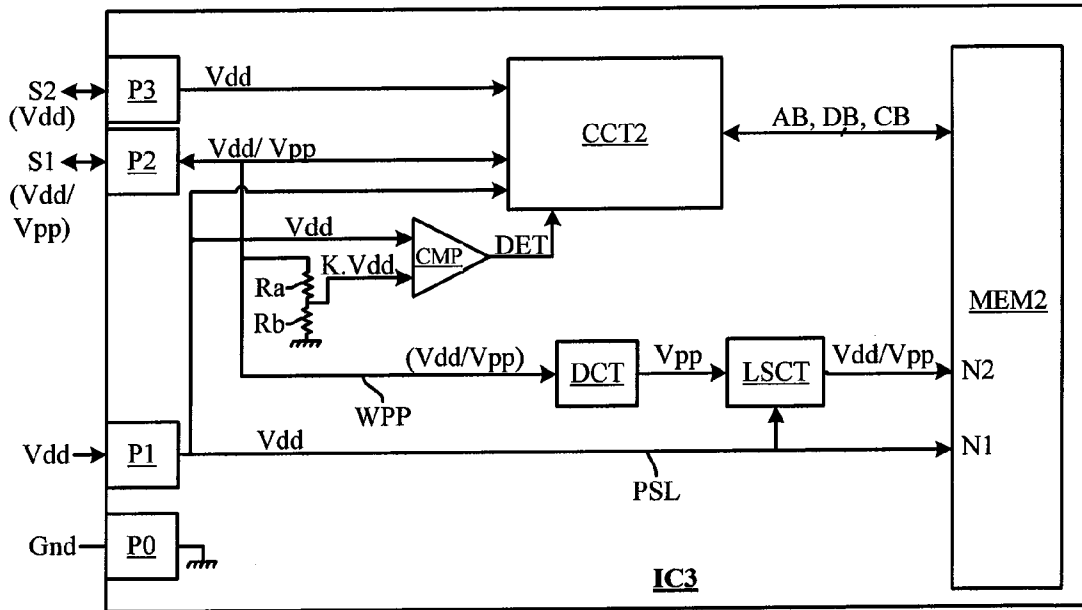 S2
(Vdd)
P3
Vdd
S1
(Vdd/
Vpp)
P2
Vdd/ Vpp
CCT2
AB, DB, CB
MEM2
Vdd
CMP
DET
K.Vdd
Ra
Rb
(Vdd/Vpp)
WPP
DCT
Vpp
LSCT
Vdd/Vpp
N2
Vdd
P1
Vdd
PSL
N1
Gnd
P0
IC3